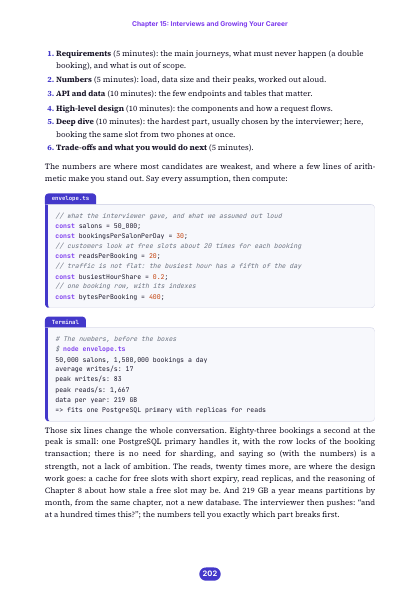 Chapter 15: Interviews and Growing Your Career
1. Requirements (5 minutes): the main journeys, what must never happen (a double
booking), and what is out of scope.
2. Numbers (5 minutes): load, data size and their peaks, worked out aloud.
3. API and data (10 minutes): the few endpoints and tables that matter.
4. High-level design (10 minutes): the components and how a request flows.
5. Deep dive (10 minutes): the hardest part, usually chosen by the interviewer; here,
booking the same slot from two phones at once.
6. Trade-offs and what you would do next (5 minutes).
The numbers are where most candidates are weakest, and where a few lines of arith-
metic make you stand out. Say every assumption, then compute:
envelope.ts
// what the interviewer gave, and what we assumed out loud
const salons = 50_000;
const bookingsPerSalonPerDay = 30;
// customers look at free slots about 20 times for each booking
const readsPerBooking = 20;
// traffic is not flat: the busiest hour has a fifth of the day
const busiestHourShare = 0.2;
// one booking row, with its indexes
const bytesPerBooking = 400;
Terminal
# The numbers, before the boxes
$ node envelope.ts
50,000 salons, 1,500,000 bookings a day
average writes/s: 17
peak writes/s: 83
peak reads/s: 1,667
data per year: 219 GB
=> fits one PostgreSQL primary with replicas for reads
Those six lines change the whole conversation. Eighty-three bookings a second at the
peak is small: one PostgreSQL primary handles it, with the row locks of the booking
transaction; there is no need for sharding, and saying so (with the numbers) is a
strength, not a lack of ambition. The reads, twenty times more, are where the design
work goes: a cache for free slots with short expiry, read replicas, and the reasoning of
Chapter 8 about how stale a free slot may be. And 219 GB a year means partitions by
month, from the same chapter, not a new database. The interviewer then pushes: “and
at a hundred times this?”; the numbers tell you exactly which part breaks first.
202